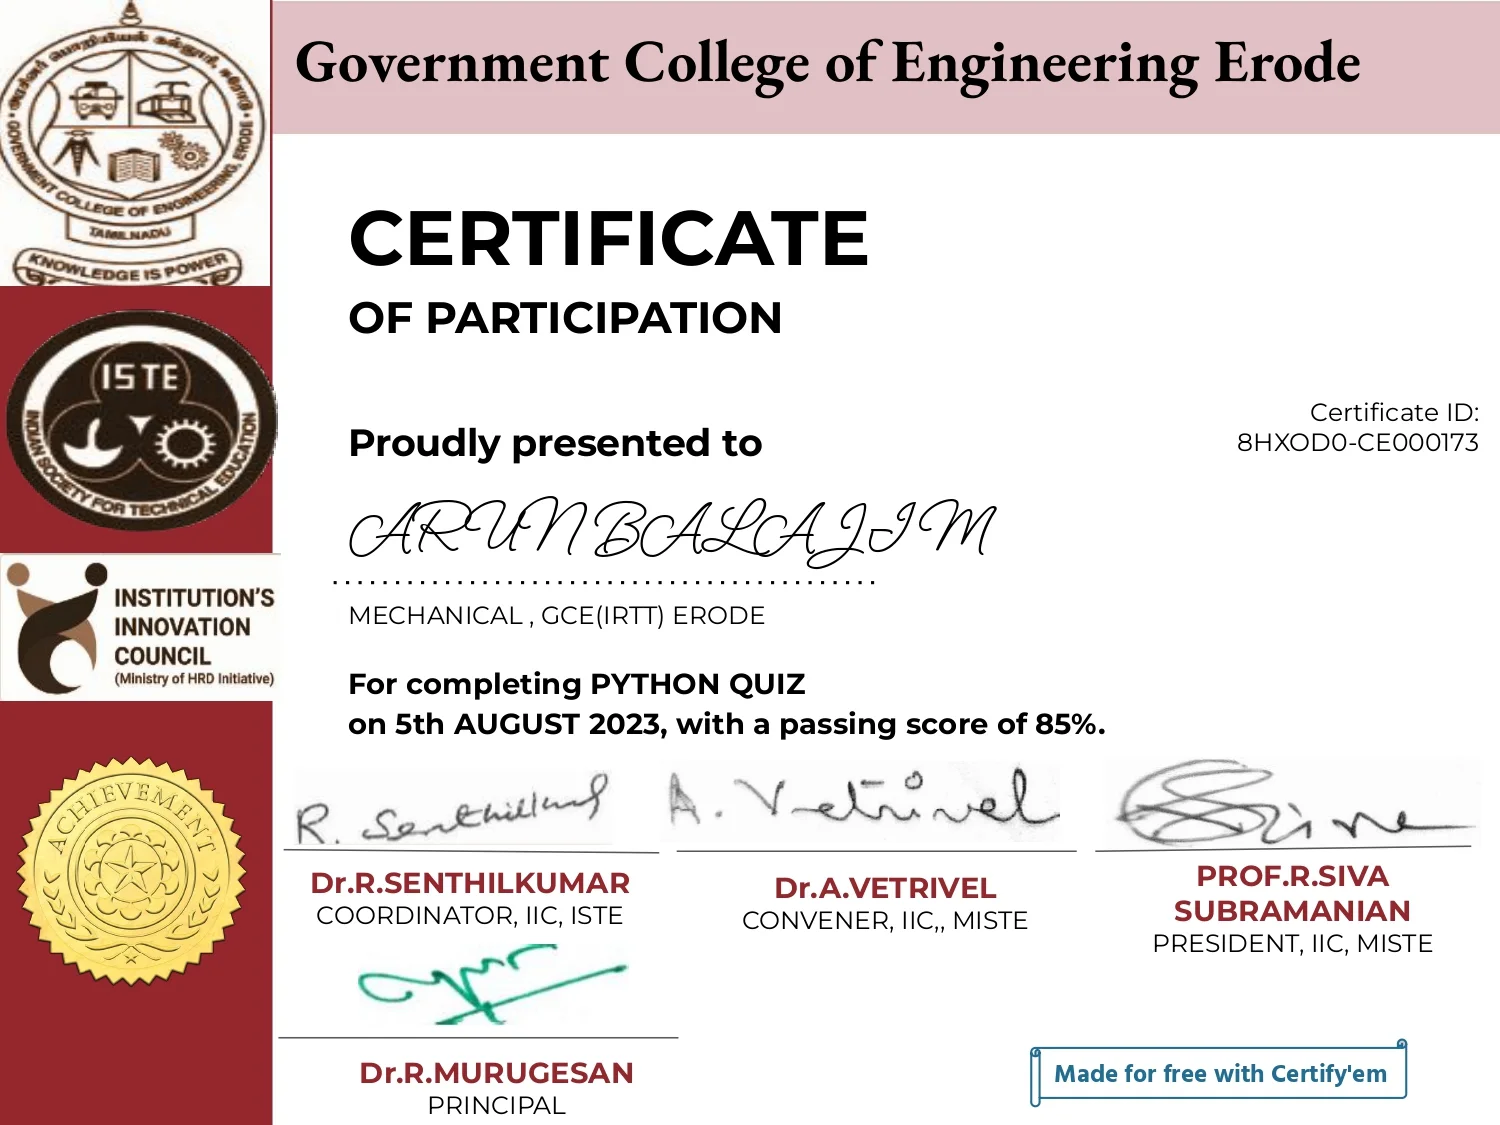 Government College of Engineering Erode
GOVERNMENT COLLEGE OF ENGINEERING, ERODE
TAMILNADU
KNOWLEDGE IS POWER
CERTIFICATE
OF PARTICIPATION
ISTE
INDIAN SOCIETY FOR TECHNICAL EDUCATION
Certificate ID:
8HXOD0-CE000173
Proudly presented to
ARUN BALAJI M
MECHANICAL , GCE(IRTT) ERODE
INSTITUTION'S
INNOVATION
COUNCIL
(Ministry of HRD Initiative)
For completing PYTHON QUIZ
on 5th AUGUST 2023, with a passing score of 85%.
ACHIEVEMENT
R. Senthilkumar
A. Vetrivel
Dr.R.SENTHILKUMAR
COORDINATOR, IIC, ISTE
Dr.A.VETRIVEL
CONVENER, IIC,, MISTE
PROF.R.SIVA
SUBRAMANIAN
PRESIDENT, IIC, MISTE
Dr.R.MURUGESAN
PRINCIPAL
Made for free with Certify'em